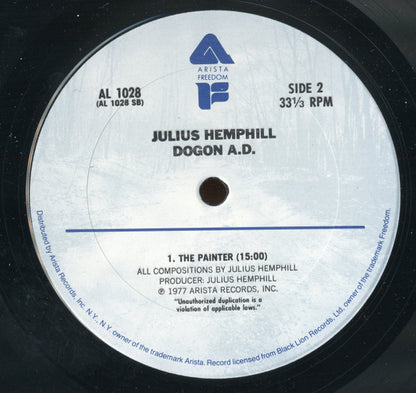 ARISTA
FREEDOM
AL 1028
(AL 1028 SB)
SIDE 2
33⅓ RPM
JULIUS HEMPHILL
DOGON A.D.
1. THE PAINTER (15:00)
ALL COMPOSITIONS BY JULIUS HEMPHILL
PRODUCER: JULIUS HEMPHILL
℗ 1977 ARISTA RECORDS, INC.
"Unauthorized duplication is a
violation of applicable laws."
Distributed by Arista Records, Inc. N.Y., N.Y. owner of the trademark Arista. Record licensed from Black Lion Records, Ltd, owner of the trademark Freedom.